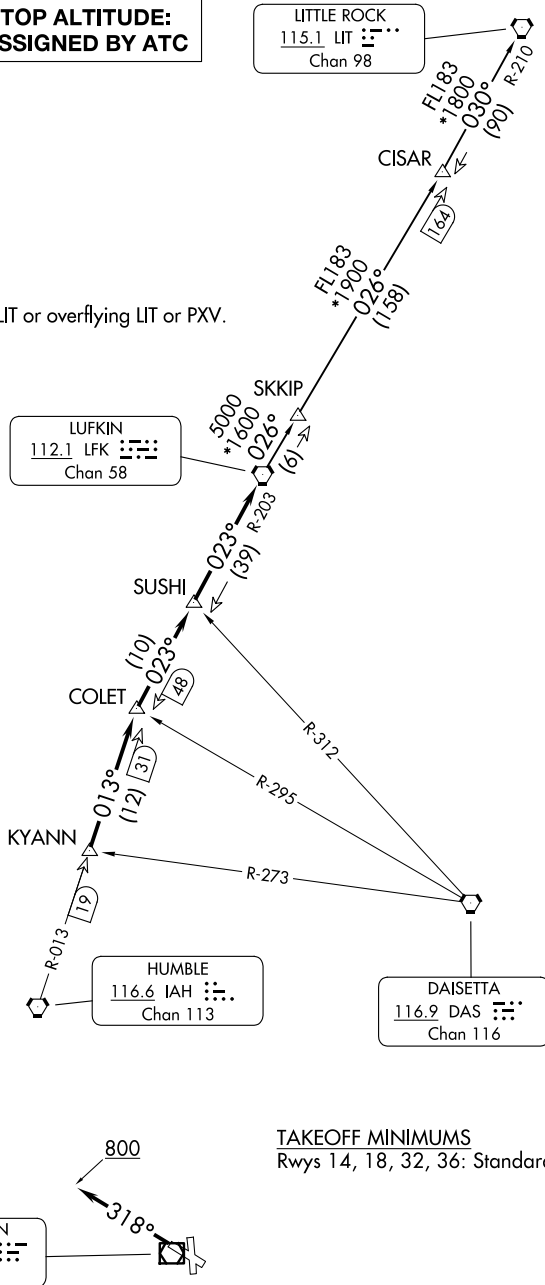 TOP ALTITUDE:
SSIGNED BY ATC
LITTLE ROCK
115.1 LIT
Chan 98
R-210
FL183
*1800
030°
(90)
CISAR
164
FL183
*1900
026°
(158)
LIT or overflying LIT or PXV.
SKKIP
5000
*1600
026°
(6)
LUFKIN
112.1 LFK
Chan 58
R-203
023°
(39)
SUSHI
(10)
023°
48
COLET
R-312
31
R-295
013°
(12)
KYANN
R-273
19
R-013
HUMBLE
116.6 IAH
Chan 113
DAISETTA
116.9 DAS
Chan 116
TAKEOFF MINIMUMS
Rwys 14, 18, 32, 36: Standard
800
318°
N